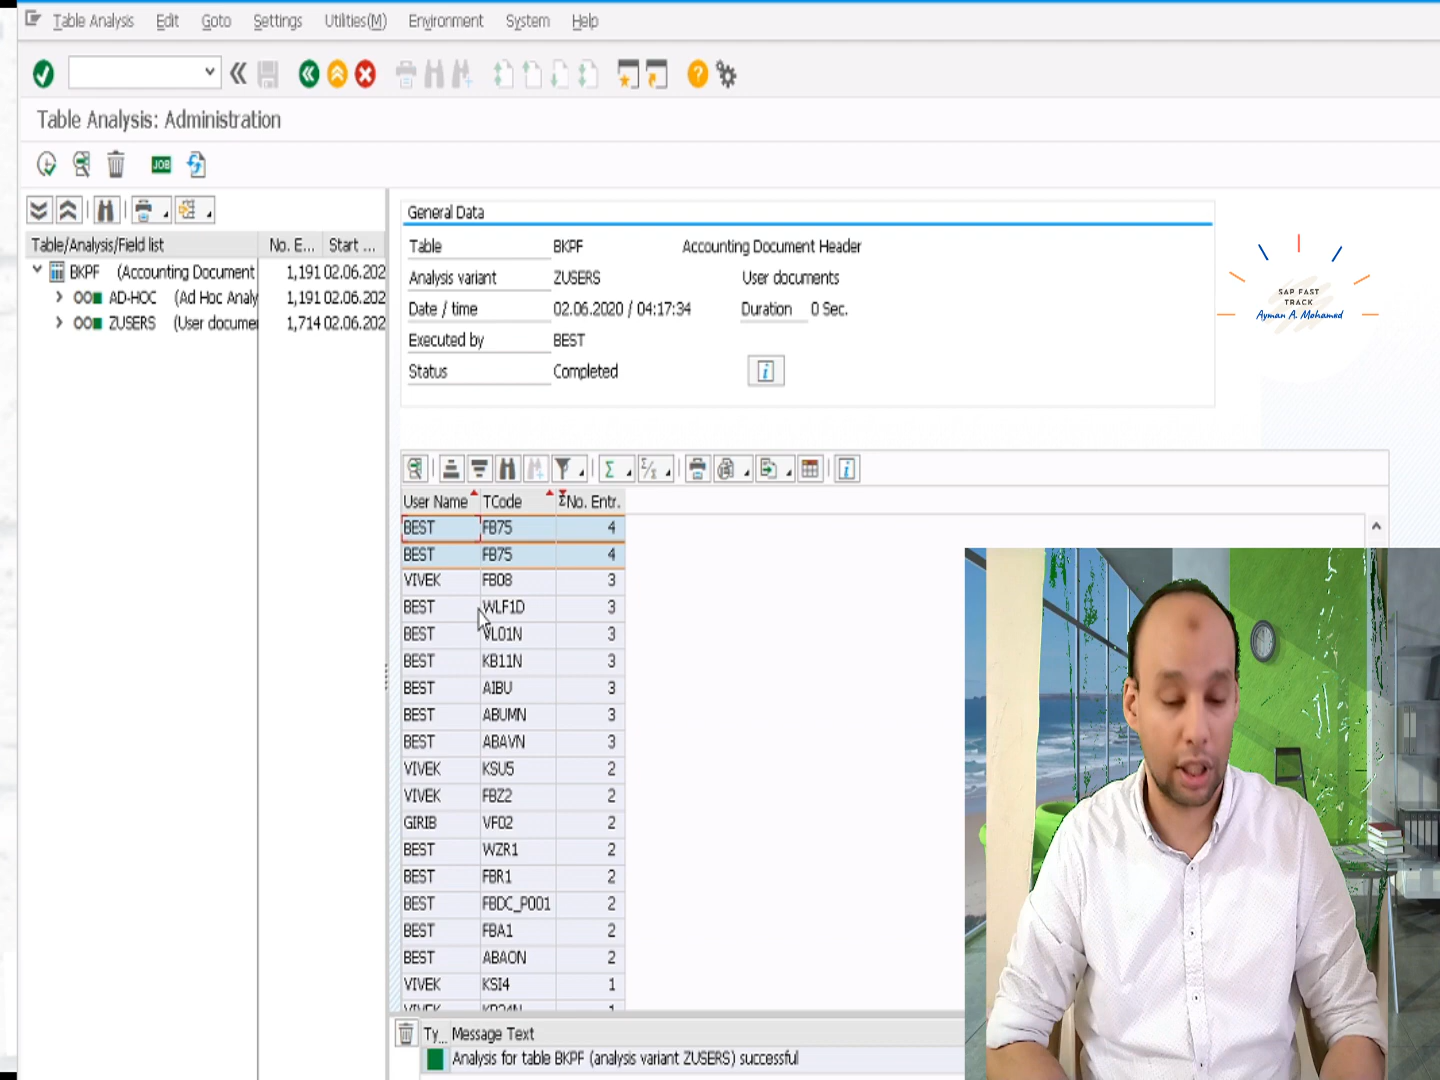 Table Analysis Edit Goto Settings Utilities(M) Environment System Help
Table Analysis: Administration
JOB
Table/Analysis/Field list No. E... Start ...
BKPF (Accounting Document 1,191 02.06.202
AD-HOC (Ad Hoc Analy 1,191 02.06.202
ZUSERS (User docume 1,714 02.06.202
General Data
Table BKPF Accounting Document Header
Analysis variant ZUSERS User documents
Date / time 02.06.2020 / 04:17:34 Duration 0 Sec.
Executed by BEST
Status Completed
SAP FAST
TRACK
Ayman A. Mohamed
User Name TCode No. Entr.
BEST FB75 4
BEST FB75 4
VIVEK FB08 3
BEST WLF1D 3
BEST VL01N 3
BEST KB11N 3
BEST AIBU 3
BEST ABUMN 3
BEST ABAVN 3
VIVEK KSU5 2
VIVEK FBZ2 2
GIRIB VF02 2
BEST WZR1 2
BEST FBR1 2
BEST FBDC_P001 2
BEST FBA1 2
BEST ABAON 2
VIVEK KSI4 1
VIVEK 1
Ty... Message Text
Analysis for table BKPF (analysis variant ZUSERS) successful